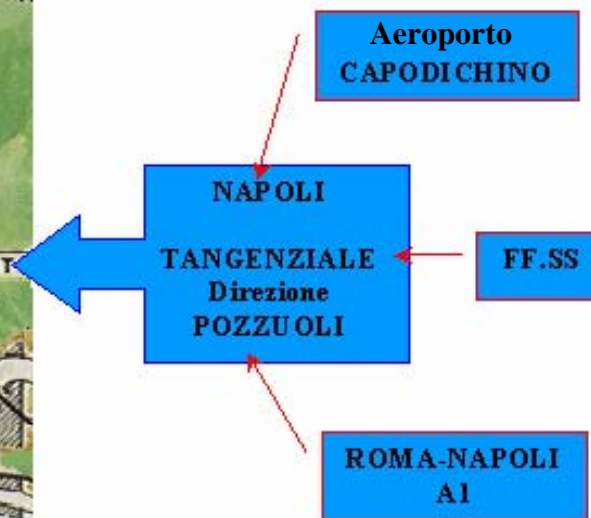 Aeroporto
CAPODICHINO
NAPOLI
TANGENZIALE
Direzione
POZZUOLI
FF.SS
ROMA-NAPOLI
A1
T